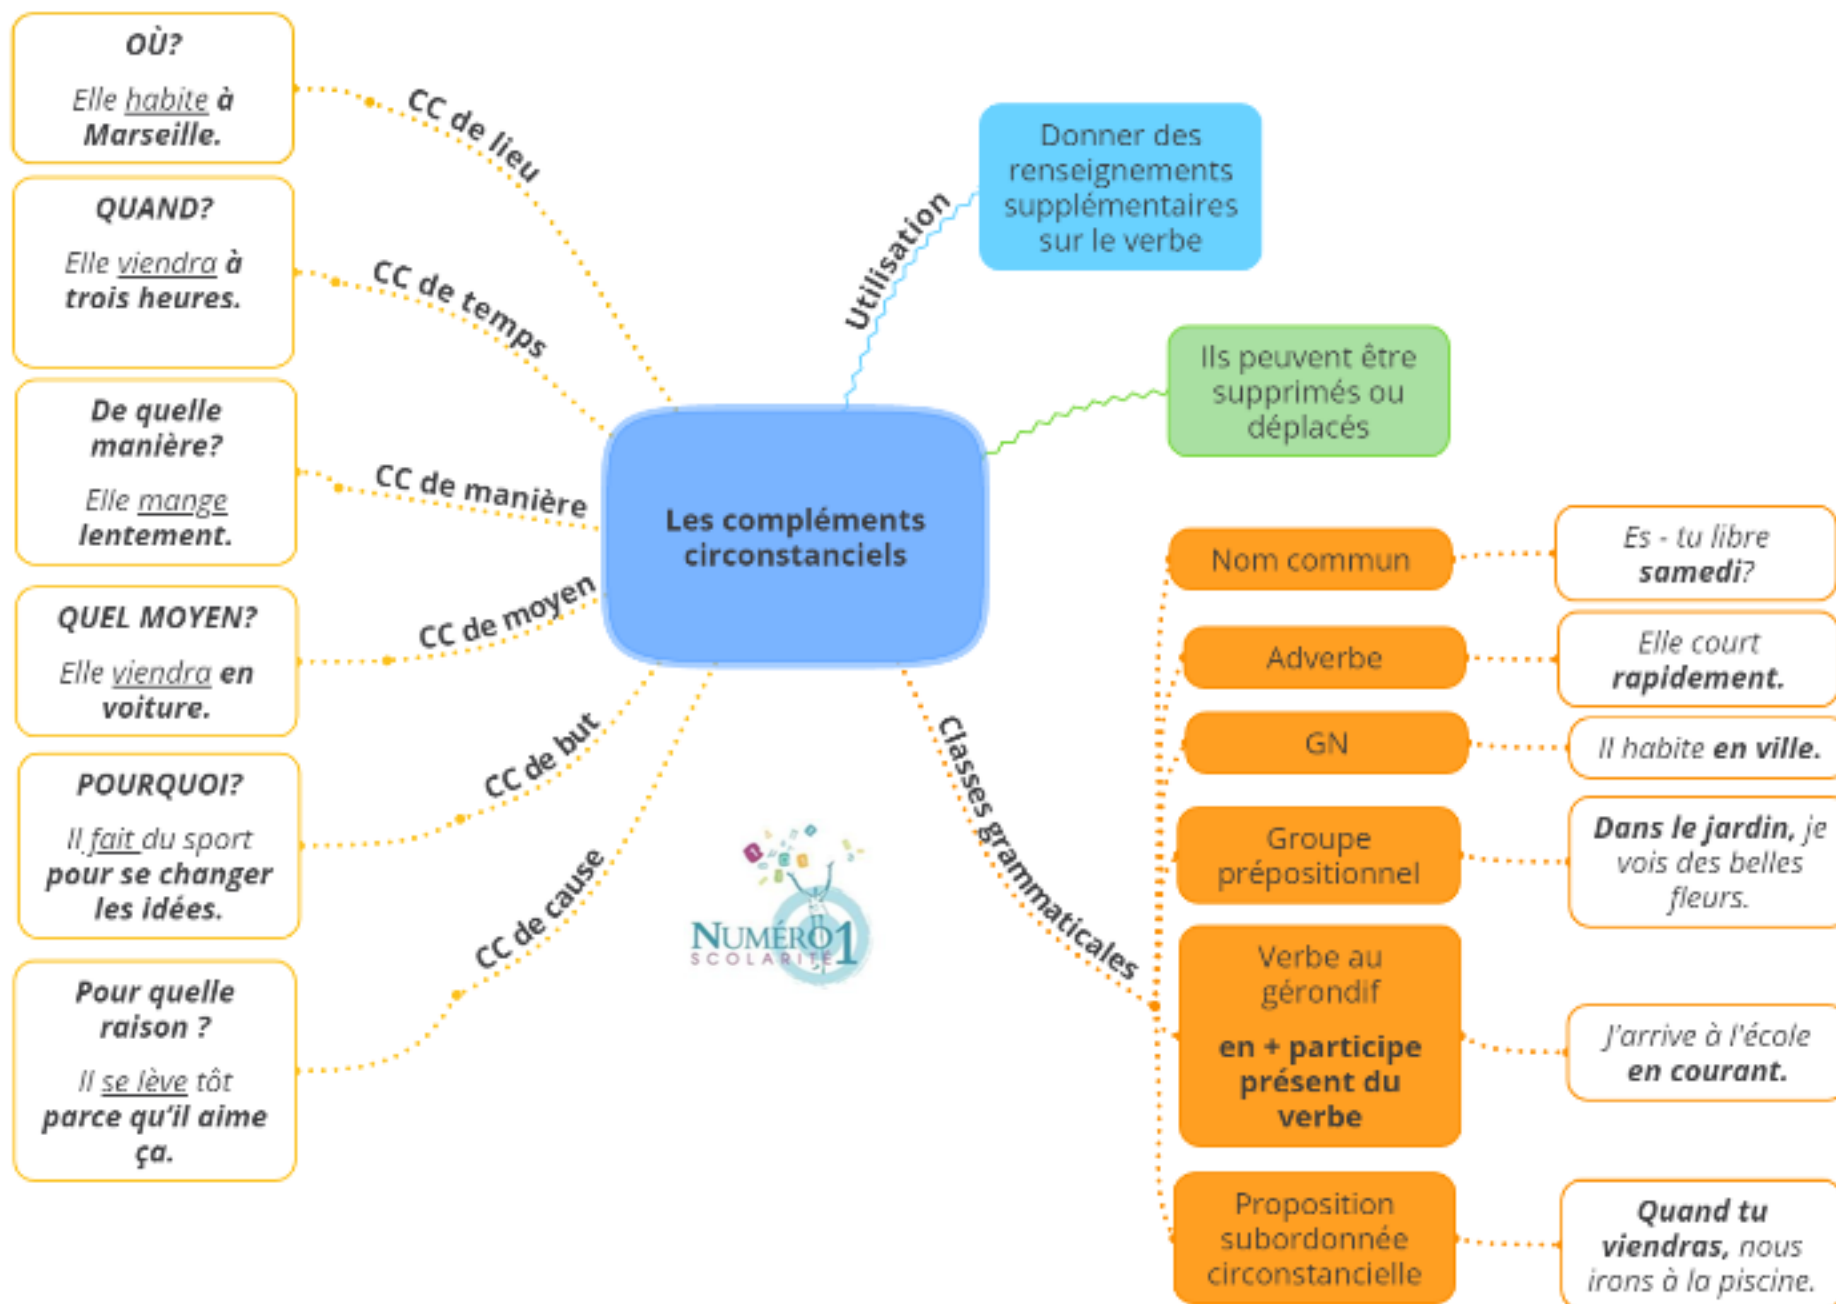 OÙ?
Elle habite à
Marseille.
CC de lieu
QUAND?
Elle viendra à
trois heures.
CC de temps
De quelle
manière?
Elle mange
lentement.
CC de manière
QUEL MOYEN?
Elle viendra en
voiture.
CC de moyen
POURQUOI?
Il fait du sport
pour se changer
les idées.
CC de but
Pour quelle
raison ?
Il se lève tôt
parce qu'il aime
ça.
CC de cause
Les compléments
circonstanciels
Utilisation
Donner des
renseignements
supplémentaires
sur le verbe
Ils peuvent être
supprimés ou
déplacés
Classes grammaticales
Nom commun
Es - tu libre
samedi?
Adverbe
Elle court
rapidement.
GN
Il habite en ville.
Groupe
prépositionnel
Dans le jardin, je
vois des belles
fleurs.
Verbe au
gérondif
en + participe
présent du
verbe
J'arrive à l'école
en courant.
Proposition
subordonnée
circonstancielle
Quand tu
viendras, nous
irons à la piscine.
NUMÉRO1
SCOLARITÉ